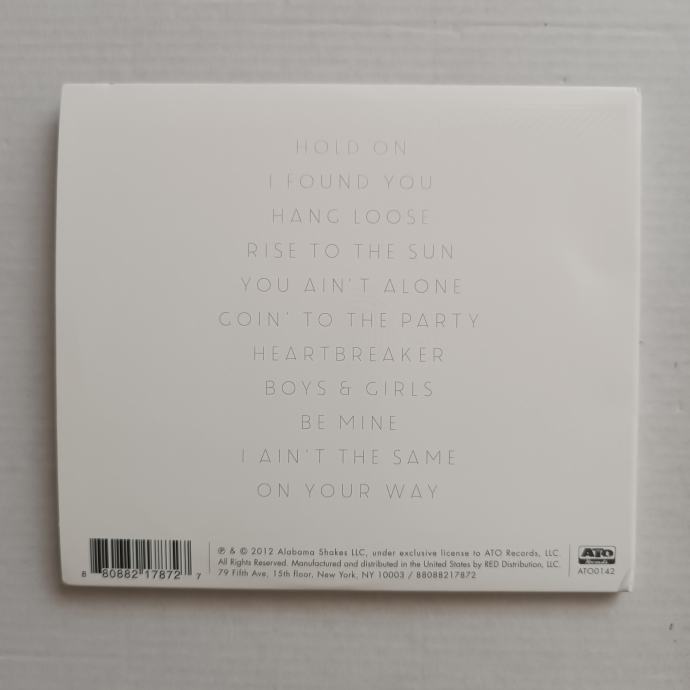 HOLD ON
I FOUND YOU
HANG LOOSE
RISE TO THE SUN
YOU AIN'T ALONE
GOIN' TO THE PARTY
HEARTBREAKER
BOYS & GIRLS
BE MINE
I AIN'T THE SAME
ON YOUR WAY
8 80882 17872 7
℗ & © 2012 Alabama Shakes LLC, under exclusive license to ATO Records, LLC.
All Rights Reserved. Manufactured and distributed in the United States by RED Distribution, LLC.
79 Fifth Ave, 15th floor, New York, NY 10003 / 88088217872
ATO
Records
ATO0142